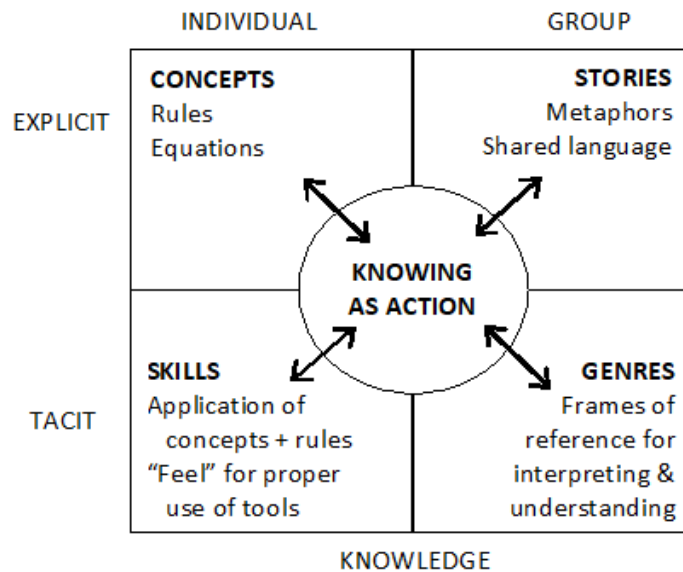 INDIVIDUAL
GROUP
EXPLICIT
CONCEPTS
Rules
Equations
STORIES
Metaphors
Shared language
KNOWING
AS ACTION
TACIT
SKILLS
Application of
concepts + rules
“Feel” for proper
use of tools
GENRES
Frames of
reference for
interpreting &
understanding
KNOWLEDGE